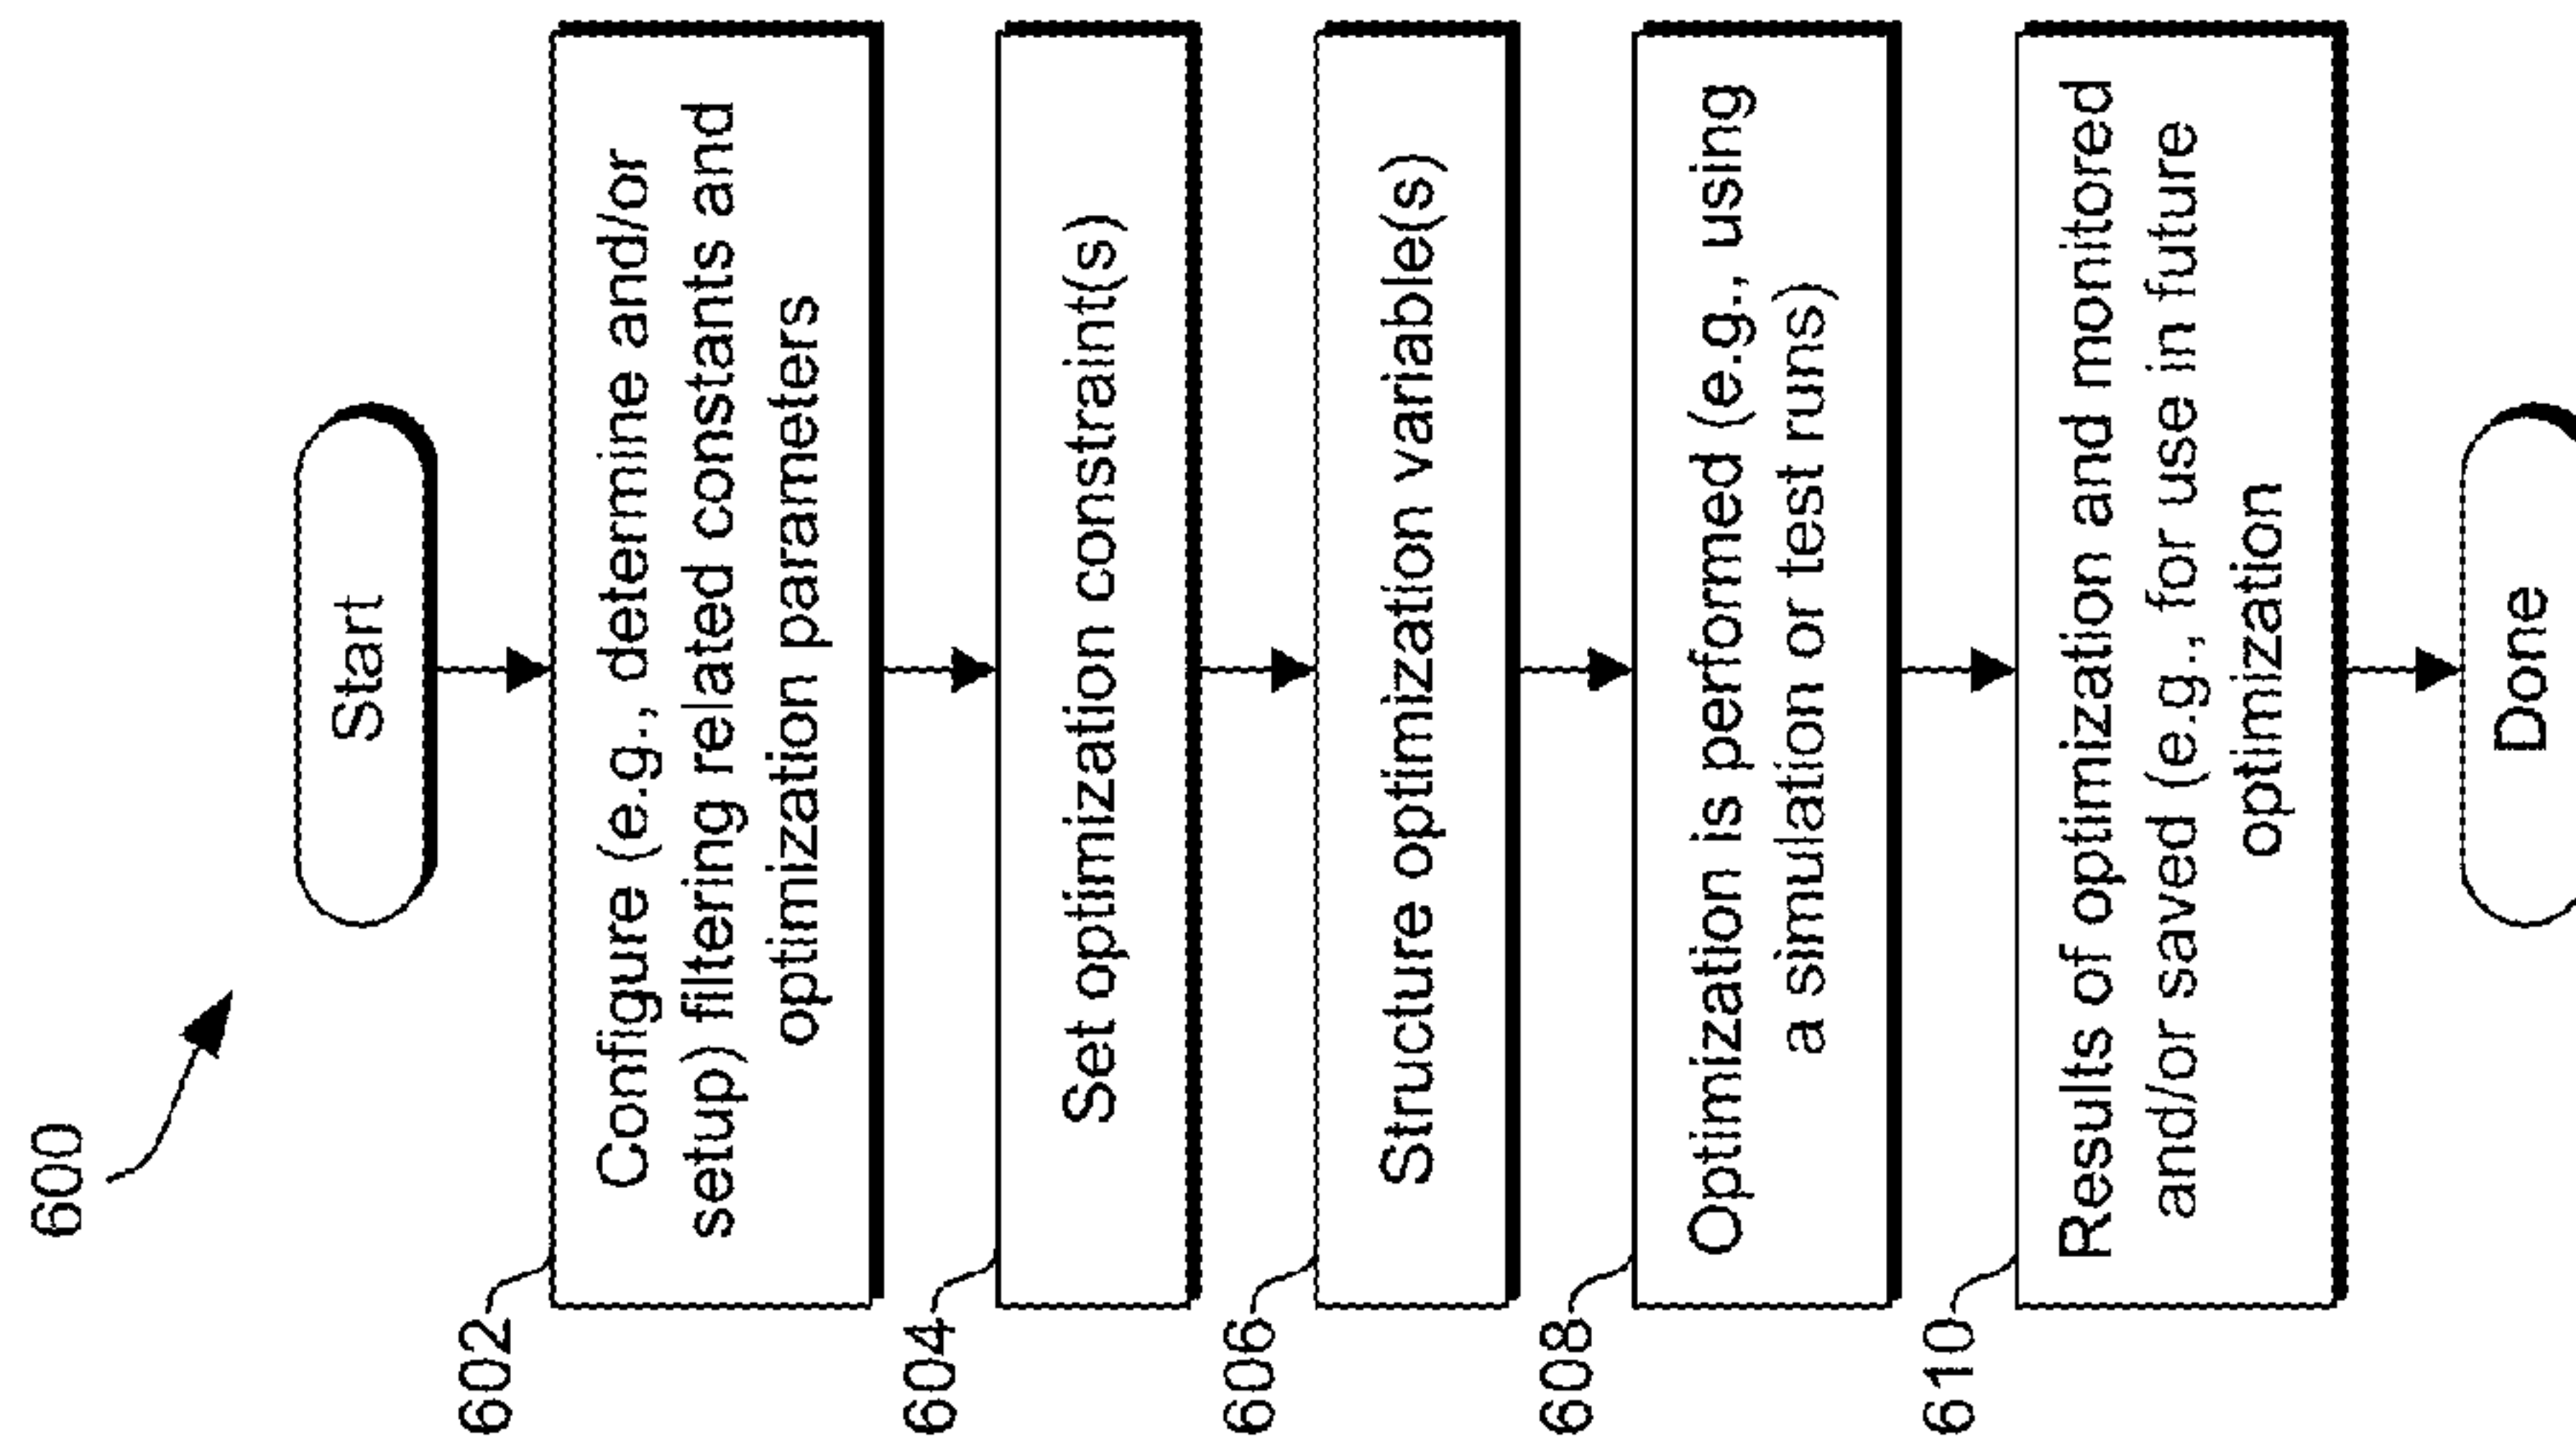 600
Start
602
Configure (e.g., determine and/or
setup) filtering related constants and
optimization parameters
604
Set optimization constraint(s)
606
Structure optimization variable(s)
608
Optimization is performed (e.g., using
a simulation or test runs)
610
Results of optimization and monitored
and/or saved (e.g., for use in future
optimization
Done